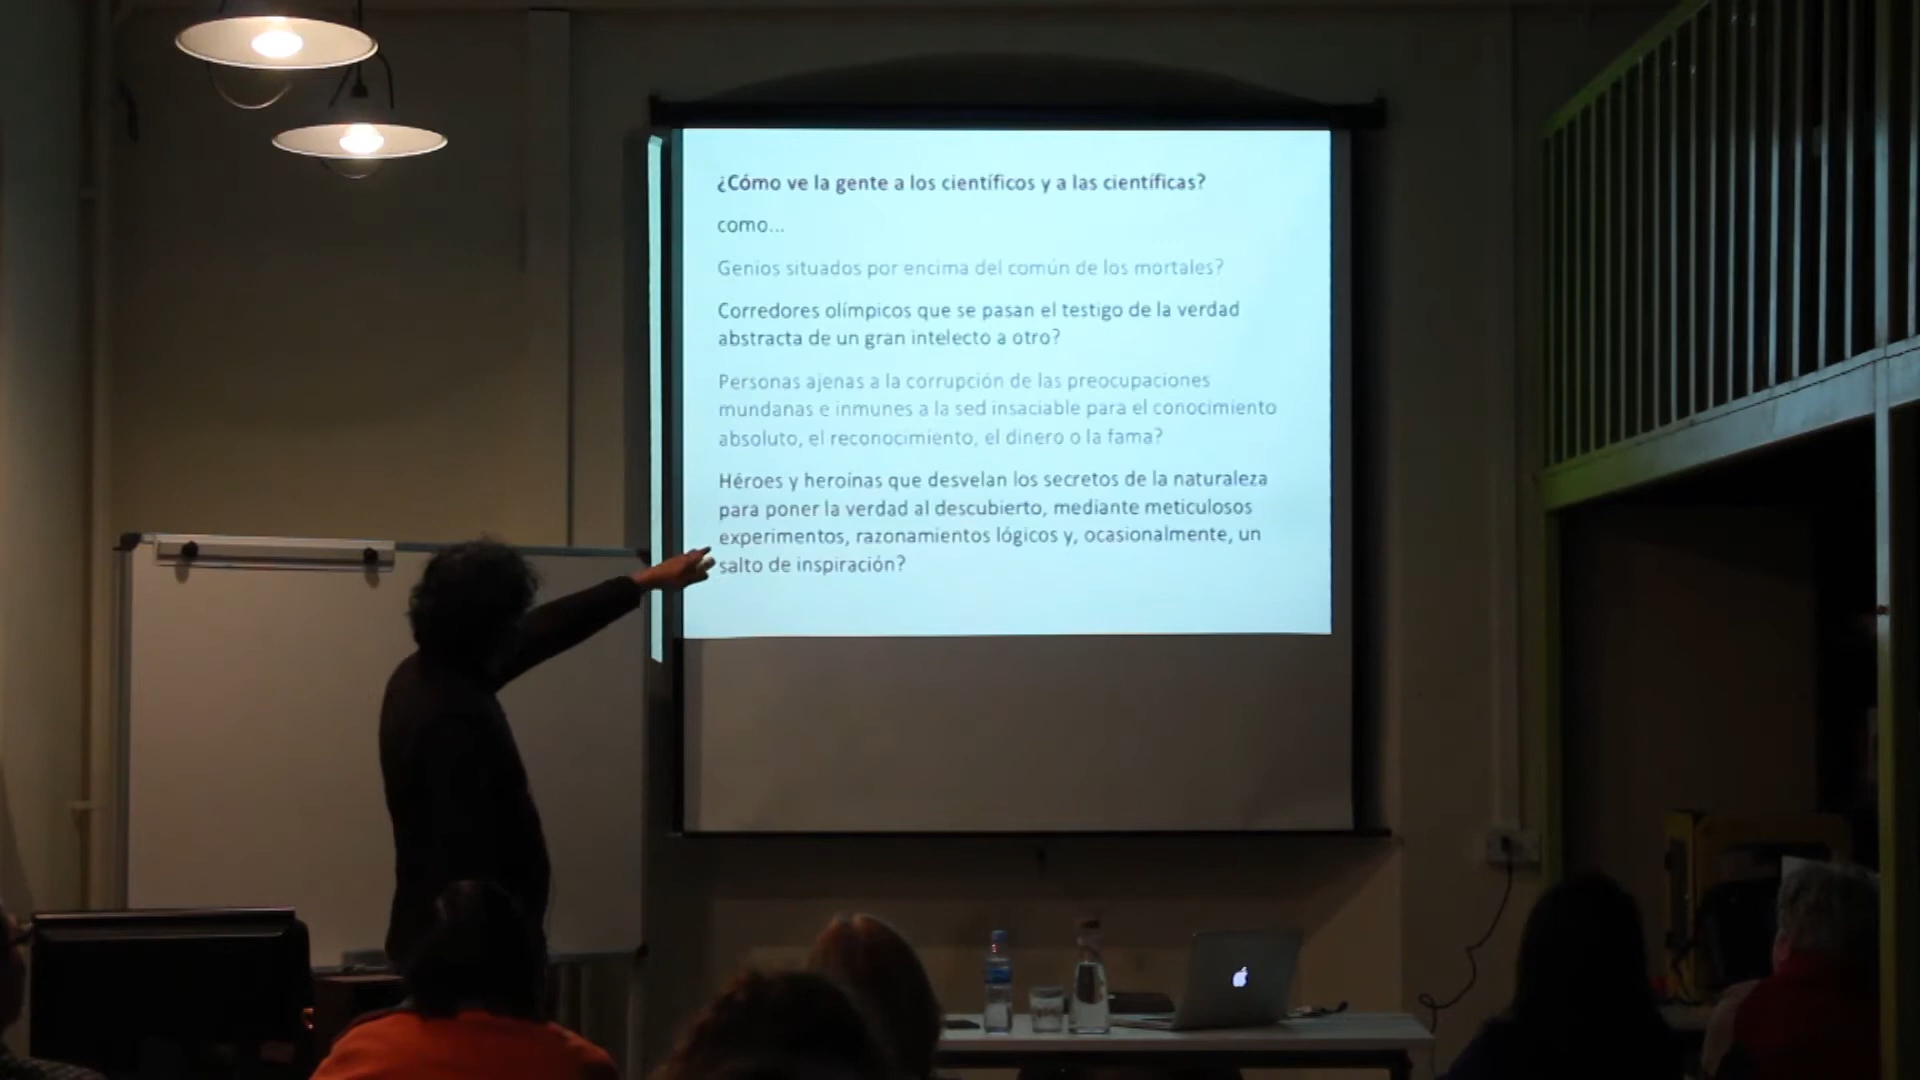 ¿Cómo ve la gente a los científicos y a las científicas?
como...
Genios situados por encima del común de los mortales?
Corredores olímpicos que se pasan el testigo de la verdad
abstracta de un gran intelecto a otro?
Personas ajenas a la corrupción de las preocupaciones
mundanas e inmunes a la sed insaciable para el conocimiento
absoluto, el reconocimiento, el dinero o la fama?
Héroes y heroínas que desvelan los secretos de la naturaleza
para poner la verdad al descubierto, mediante meticulosos
experimentos, razonamientos lógicos y, ocasionalmente, un
salto de inspiración?